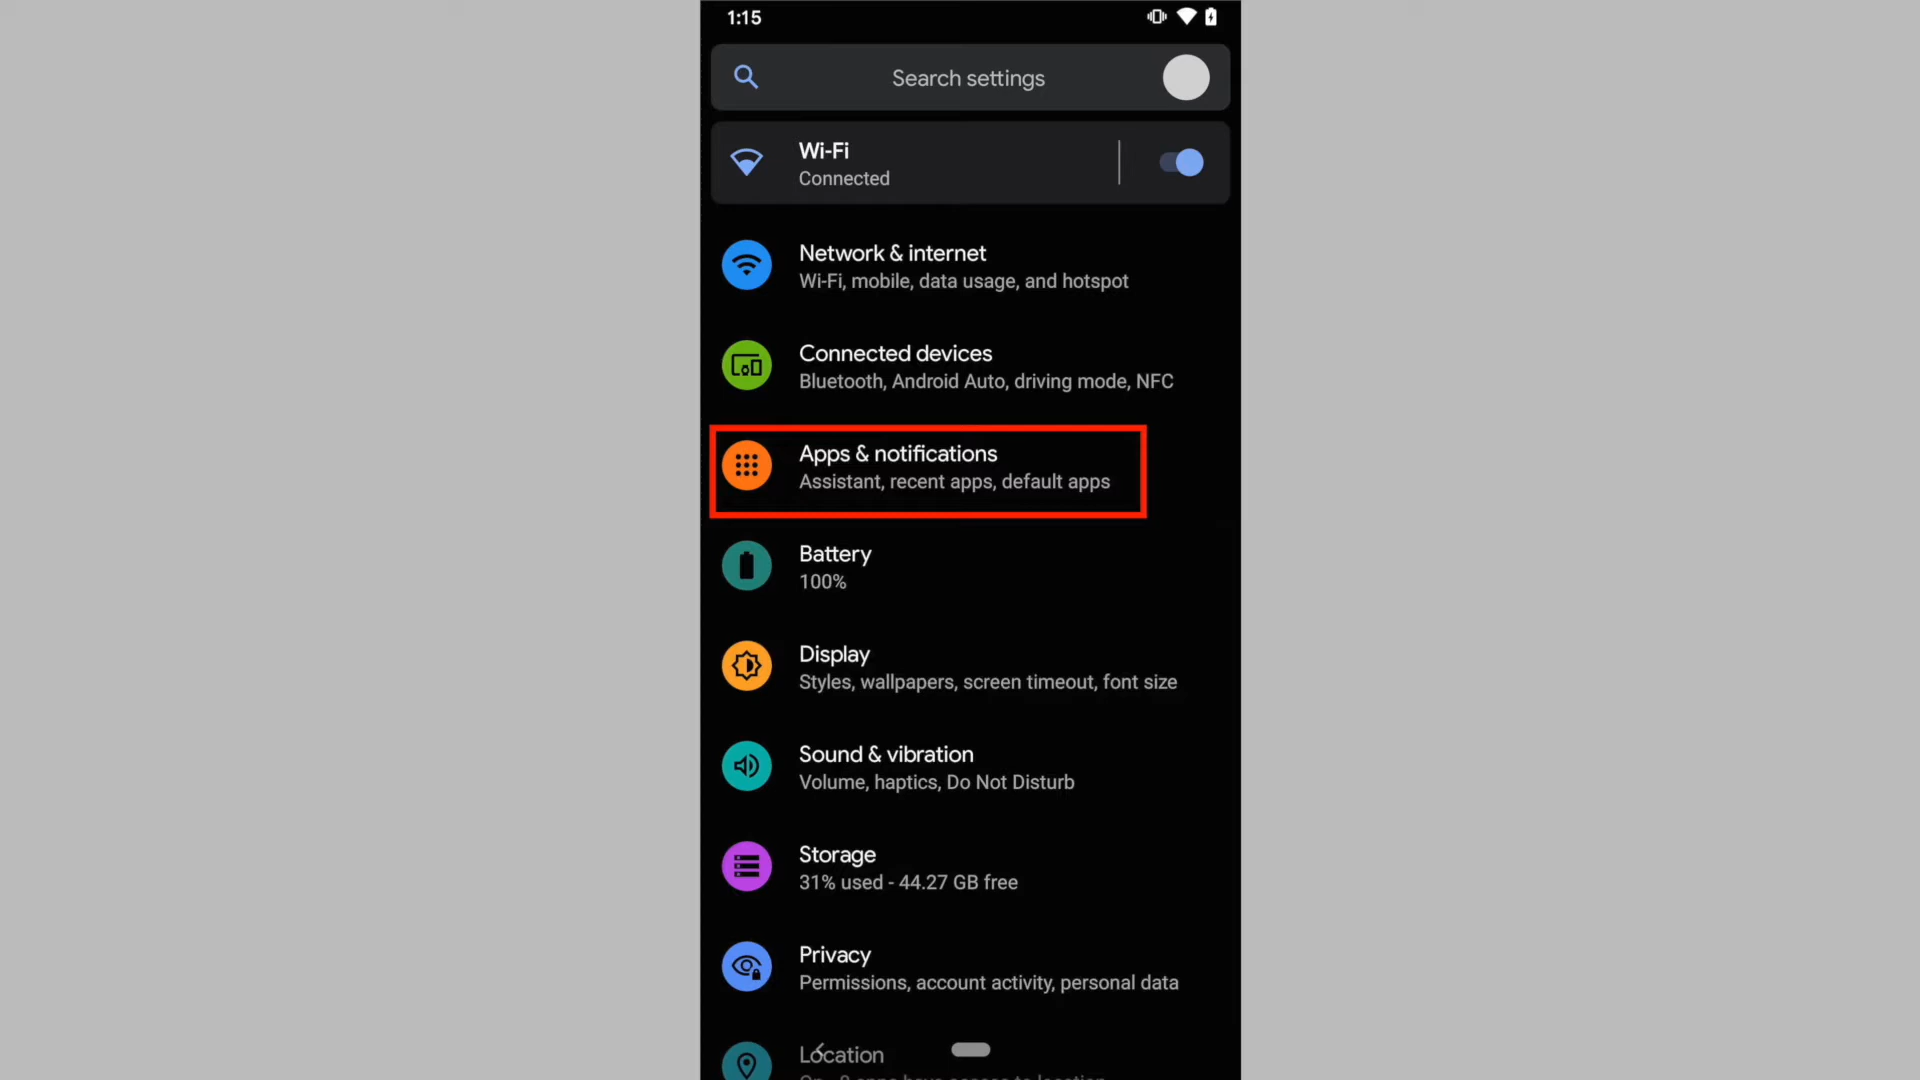 1:15
Search settings
Wi-Fi
Connected
Network & internet
Wi-Fi, mobile, data usage, and hotspot
Connected devices
Bluetooth, Android Auto, driving mode, NFC
Apps & notifications
Assistant, recent apps, default apps
Battery
100%
Display
Styles, wallpapers, screen timeout, font size
Sound & vibration
Volume, haptics, Do Not Disturb
Storage
31% used - 44.27 GB free
Privacy
Permissions, account activity, personal data
Location